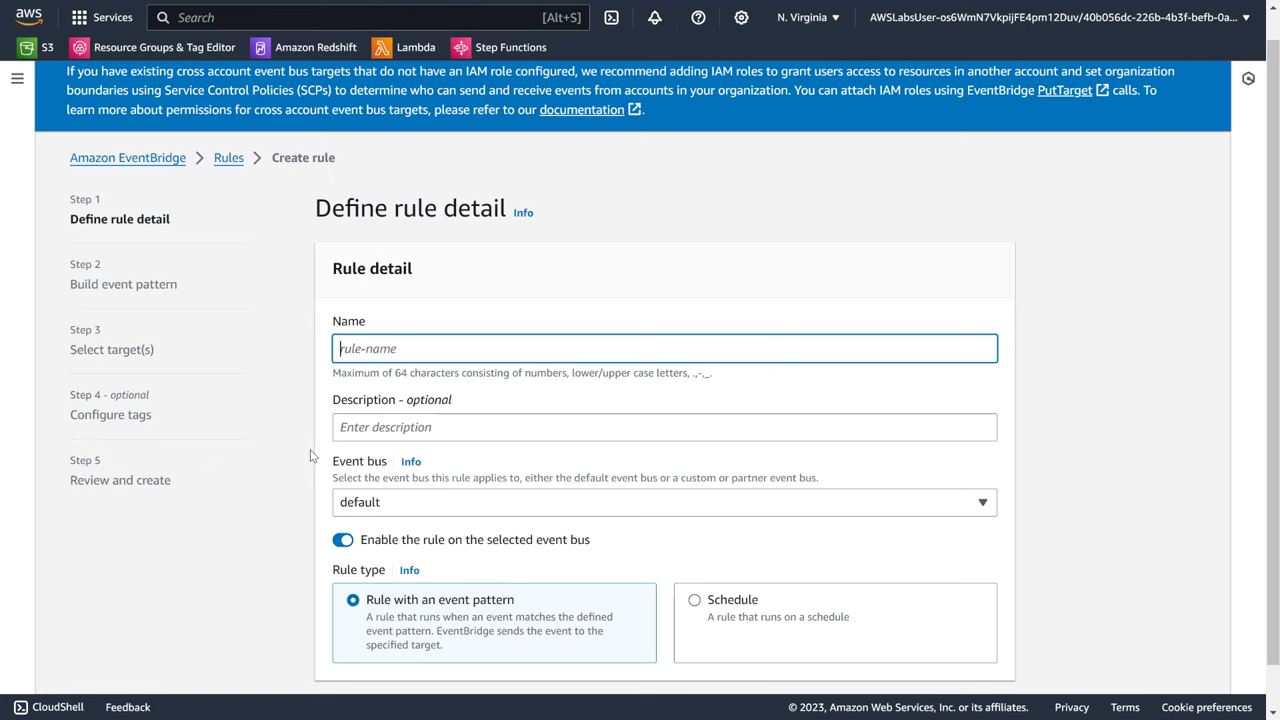 aws
Services
Search
[Alt+S]
N. Virginia
AWSLabsUser-os6WmN7VkpijFE4pm12Duv/40b056dc-226b-4b3f-befb-0a...
S3
Resource Groups & Tag Editor
Amazon Redshift
Lambda
Step Functions
If you have existing cross account event bus targets that do not have an IAM role configured, we recommend adding IAM roles to grant users access to resources in another account and set organization
boundaries using Service Control Policies (SCPs) to determine who can send and receive events from accounts in your organization. You can attach IAM roles using EventBridge PutTarget calls. To
learn more about permissions for cross account event bus targets, please refer to our documentation.
Amazon EventBridge > Rules > Create rule
Step 1
Define rule detail
Step 2
Build event pattern
Step 3
Select target(s)
Step 4 - optional
Configure tags
Step 5
Review and create
Define rule detail Info
Rule detail
Name
rule-name
Maximum of 64 characters consisting of numbers, lower/upper case letters, .,-,_.
Description - optional
Enter description
Event bus Info
Select the event bus this rule applies to, either the default event bus or a custom or partner event bus.
default
Enable the rule on the selected event bus
Rule type Info
Rule with an event pattern
A rule that runs when an event matches the defined
event pattern. EventBridge sends the event to the
specified target.
Schedule
A rule that runs on a schedule
CloudShell
Feedback
© 2023, Amazon Web Services, Inc. or its affiliates.
Privacy
Terms
Cookie preferences